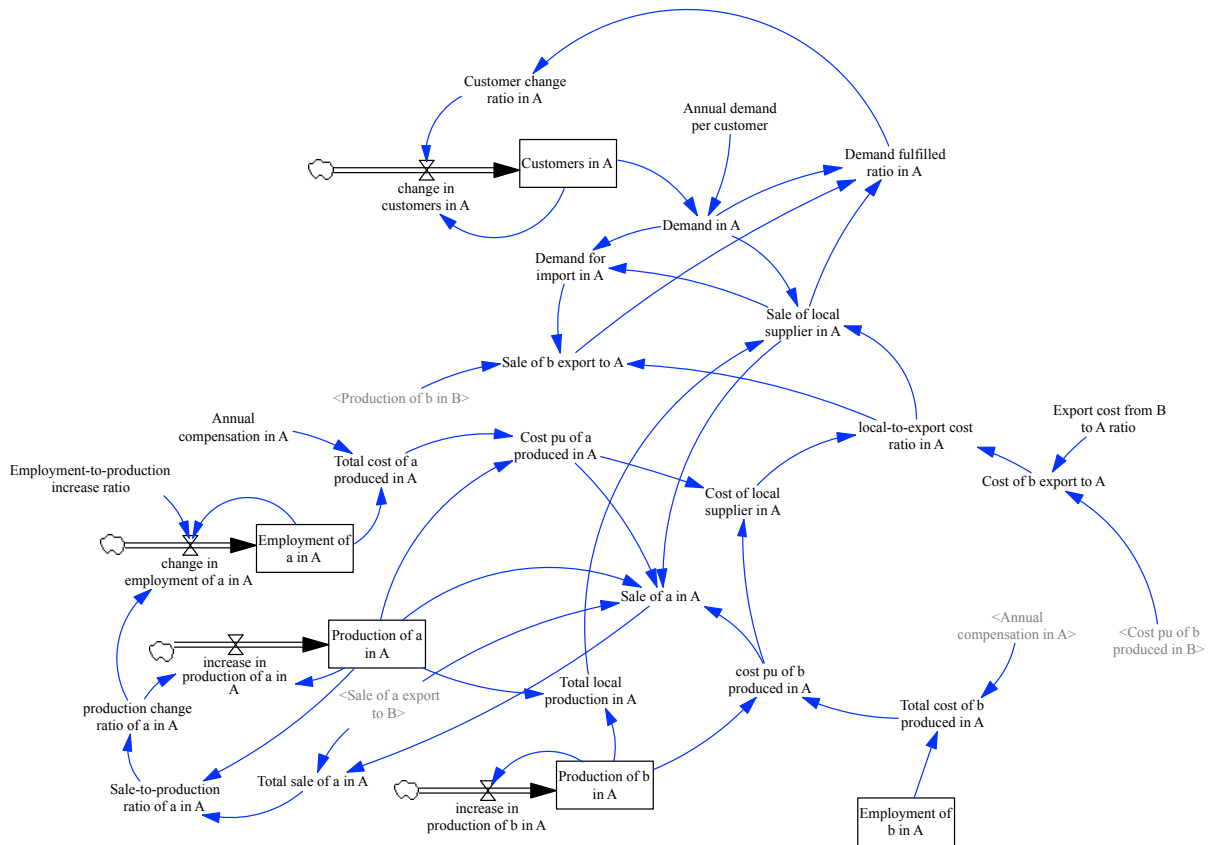 Customer change
ratio in A
Annual demand
per customer
Customers in A
Demand fulfilled
ratio in A
change in
customers in A
Demand in A
Demand for
import in A
Sale of local
supplier in A
Sale of b export to A
<Production of b in B>
Annual
compensation in A
Cost pu of a
produced in A
local-to-export cost
ratio in A
Export cost from B
to A ratio
Employment-to-production
increase ratio
Total cost of a
produced in A
Cost of local
supplier in A
Cost of b export to A
Employment of
a in A
change in
employment of a in A
Sale of a in A
<Annual
compensation in A>
<Cost pu of b
produced in B>
Production of a
in A
increase in
production of a in
A
<Sale of a export
to B>
Total local
production in A
cost pu of b
produced in A
production change
ratio of a in A
Total cost of b
produced in A
Sale-to-production
ratio of a in A
Total sale of a in A
Production of b
in A
increase in
production of b in A
Employment of
b in A